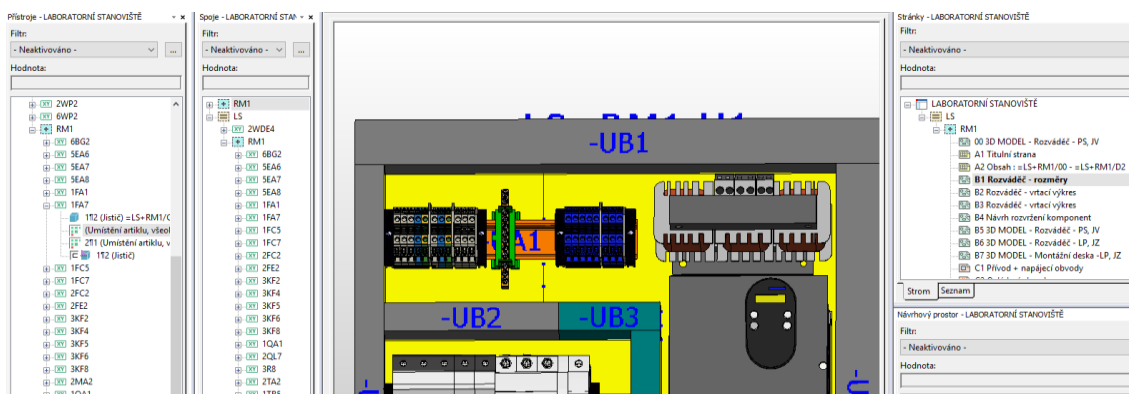 Přístroje - LABORATORNÍ STANOVIŠTĚ
Filtr:
- Neaktivováno -
...
Hodnota:
2WP2
6WP2
RM1
6BG2
5EA6
5EA7
5EA8
1FA1
1FA7
1122 (Jistič) =LS+RM1/C
(Umístění artiklu, všeol
2111 (Umístění artiklu, v
1122 (Jistič)
1FC5
1FC7
2FC2
2FE2
3KF2
3KF4
3KF5
3KF6
3KF8
2MA2
1QA1
Spoje - LABORATORNÍ STAN
Filtr:
- Neaktivováno -
...
Hodnota:
RM1
LS
2WDE4
RM1
6BG2
5EA6
5EA7
5EA8
1FA1
1FA7
1FC5
1FC7
2FC2
2FE2
3KF2
3KF4
3KF5
3KF6
3KF8
1QA1
2QL7
3R8
2TA2
1TB5
-UB1
-UB2
-UB3
Stránky - LABORATORNÍ STANOVIŠTĚ
Filtr:
- Neaktivováno -
Hodnota:
LABORATORNÍ STANOVIŠTĚ
LS
RM1
00 3D MODEL - Rozváděč - PS, JV
A1 Titulní strana
A2 Obsah : =LS+RM1/00 - =LS+RM1/D2
B1 Rozváděč - rozměry
B2 Rozváděč - vrtací výkres
B3 Rozváděč - vrtací výkres
B4 Návrh rozvržení komponent
B5 3D MODEL - Rozváděč - PS, JV
B6 3D MODEL - Rozváděč - LP, JZ
B7 3D MODEL - Montážní deska -LP, JZ
C1 Přívod + napájecí obvody
Strom
Seznam
Návrhový prostor - LABORATORNÍ STANOVIŠTĚ
Filtr:
- Neaktivováno -
Hodnota: